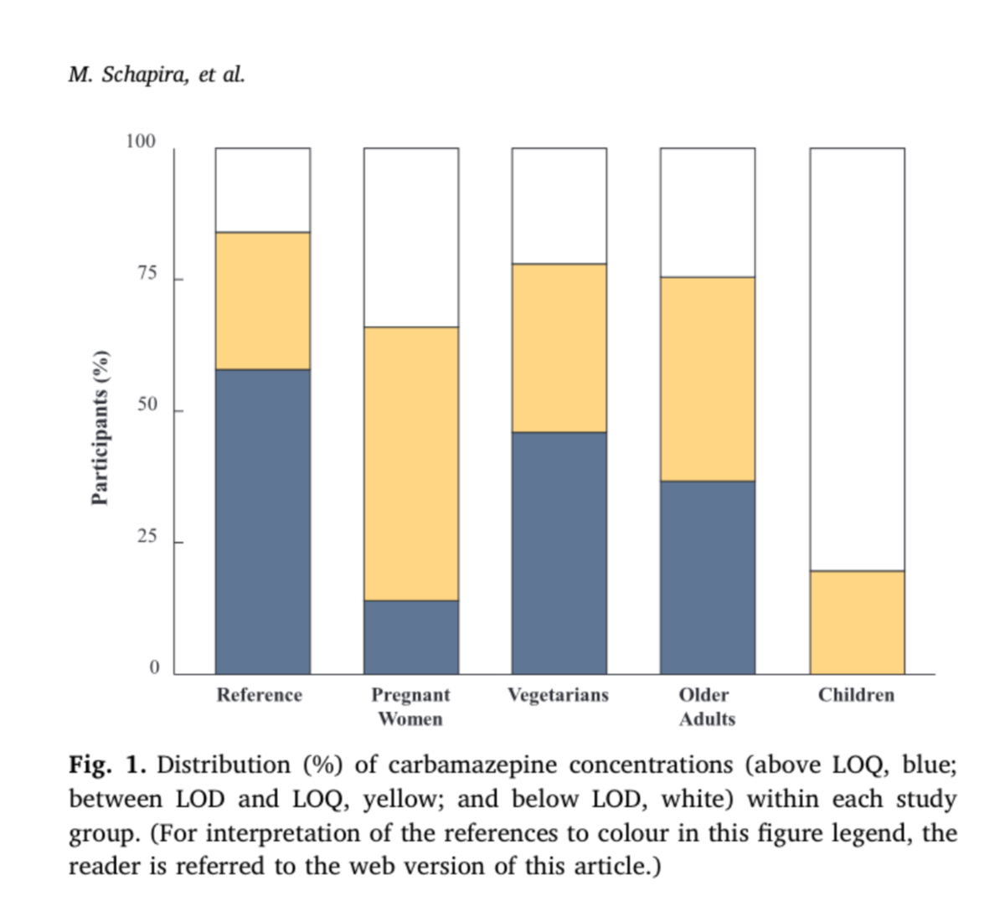 M. Schapira, et al.
100
75
50
25
0
Participants (%)
Reference
Pregnant
Women
Vegetarians
Older
Adults
Children
Fig. 1. Distribution (%) of carbamazepine concentrations (above LOQ, blue;
between LOD and LOQ, yellow; and below LOD, white) within each study
group. (For interpretation of the references to colour in this figure legend, the
reader is referred to the web version of this article.)